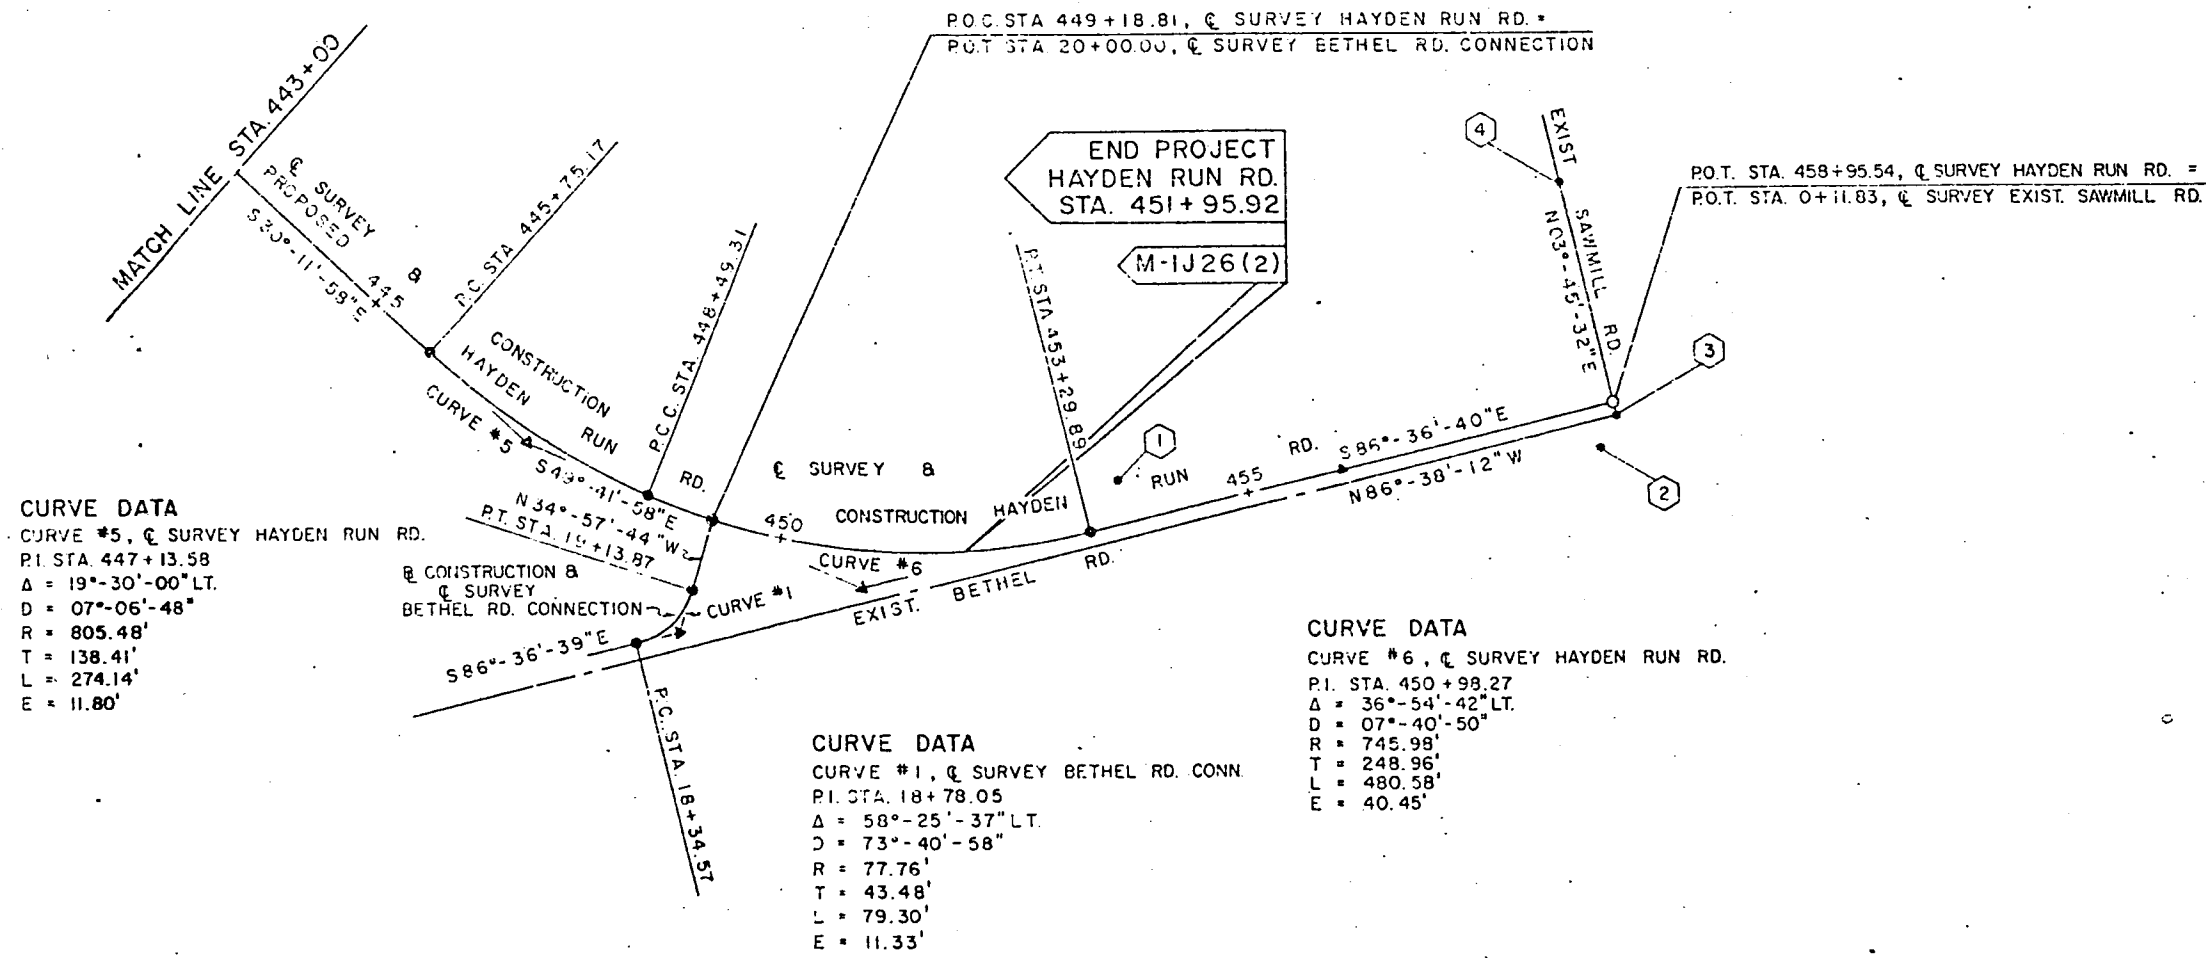 P.O.C. STA 449+18.81, ℄ SURVEY HAYDEN RUN RD. =
P.O.T STA. 20+00.00, ℄ SURVEY BETHEL RD. CONNECTION
MATCH LINE STA. 443+00
℄ SURVEY &
PROPOSED
S30°-11'-58"E
445
P.C. STA 445+75.17
CONSTRUCTION
HAYDEN RUN RD.
CURVE #5
S49°-41'-58"E
P.C.C. STA. 448+49.31
END PROJECT
HAYDEN RUN RD.
STA. 451+95.92
M-1J26(2)
P.T. STA 453+29.89
4
EXIST SAWMILL RD.
N03°-45'-32"E
P.O.T. STA. 458+95.54, ℄ SURVEY HAYDEN RUN RD. =
P.O.T. STA. 0+11.83, ℄ SURVEY EXIST. SAWMILL RD.
3
1
2
℄ SURVEY &
450
CONSTRUCTION
HAYDEN RUN RD.
455
S86°-36'-40"E
N86°-38'-12"W
N34°-57'-44"W
P.T. STA. 19+13.87
CURVE #6
EXIST. BETHEL RD.
℄ CONSTRUCTION &
℄ SURVEY
BETHEL RD. CONNECTION
CURVE #1
S86°-36'-39"E
P.C. STA. 18+34.57
CURVE DATA
CURVE #5, ℄ SURVEY HAYDEN RUN RD.
P.I. STA. 447+13.58
Δ = 19°-30'-00" LT.
D = 07°-06'-48"
R = 805.48'
T = 138.41'
L = 274.14'
E = 11.80'
CURVE DATA
CURVE #1, ℄ SURVEY BETHEL RD. CONN.
P.I. STA. 18+78.05
Δ = 58°-25'-37" LT.
D = 73°-40'-58"
R = 77.76'
T = 43.48'
L = 79.30'
E = 11.33'
CURVE DATA
CURVE #6, ℄ SURVEY HAYDEN RUN RD.
P.I. STA. 450+98.27
Δ = 36°-54'-42" LT.
D = 07°-40'-50"
R = 745.98'
T = 248.96'
L = 480.58'
E = 40.45'